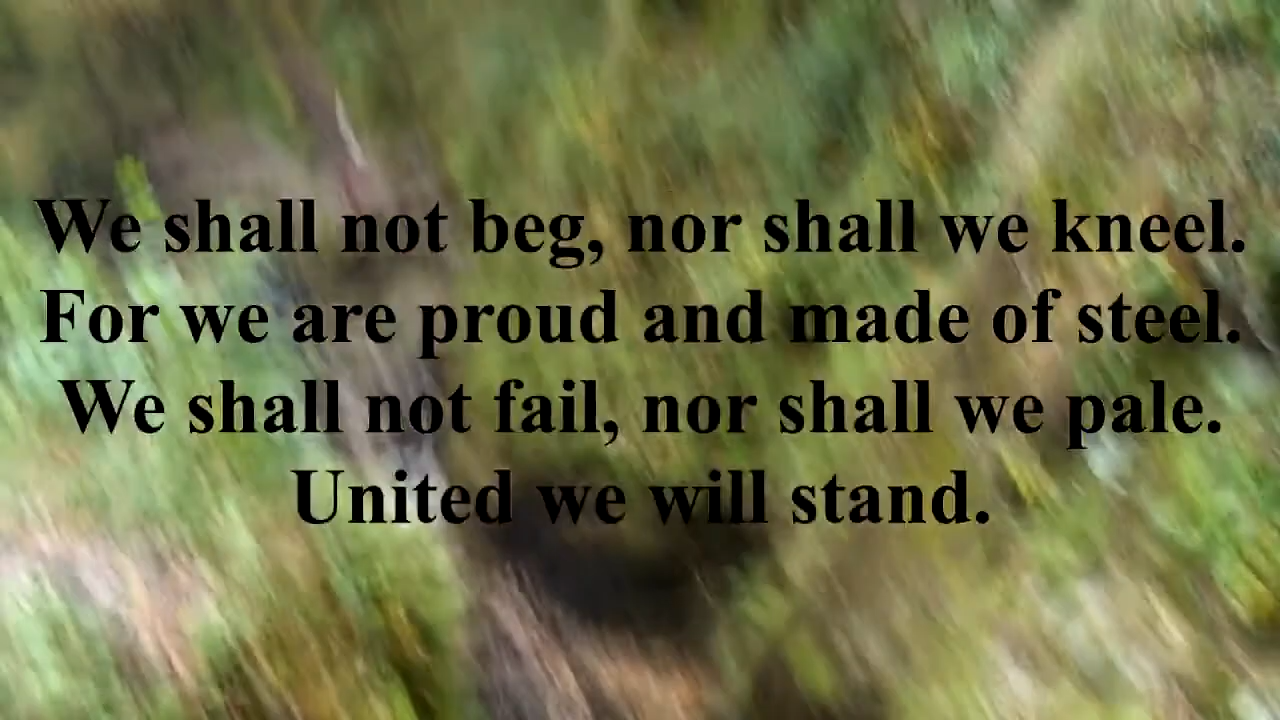 We shall not beg, nor shall we kneel.
For we are proud and made of steel.
We shall not fail, nor shall we pale.
United we will stand.